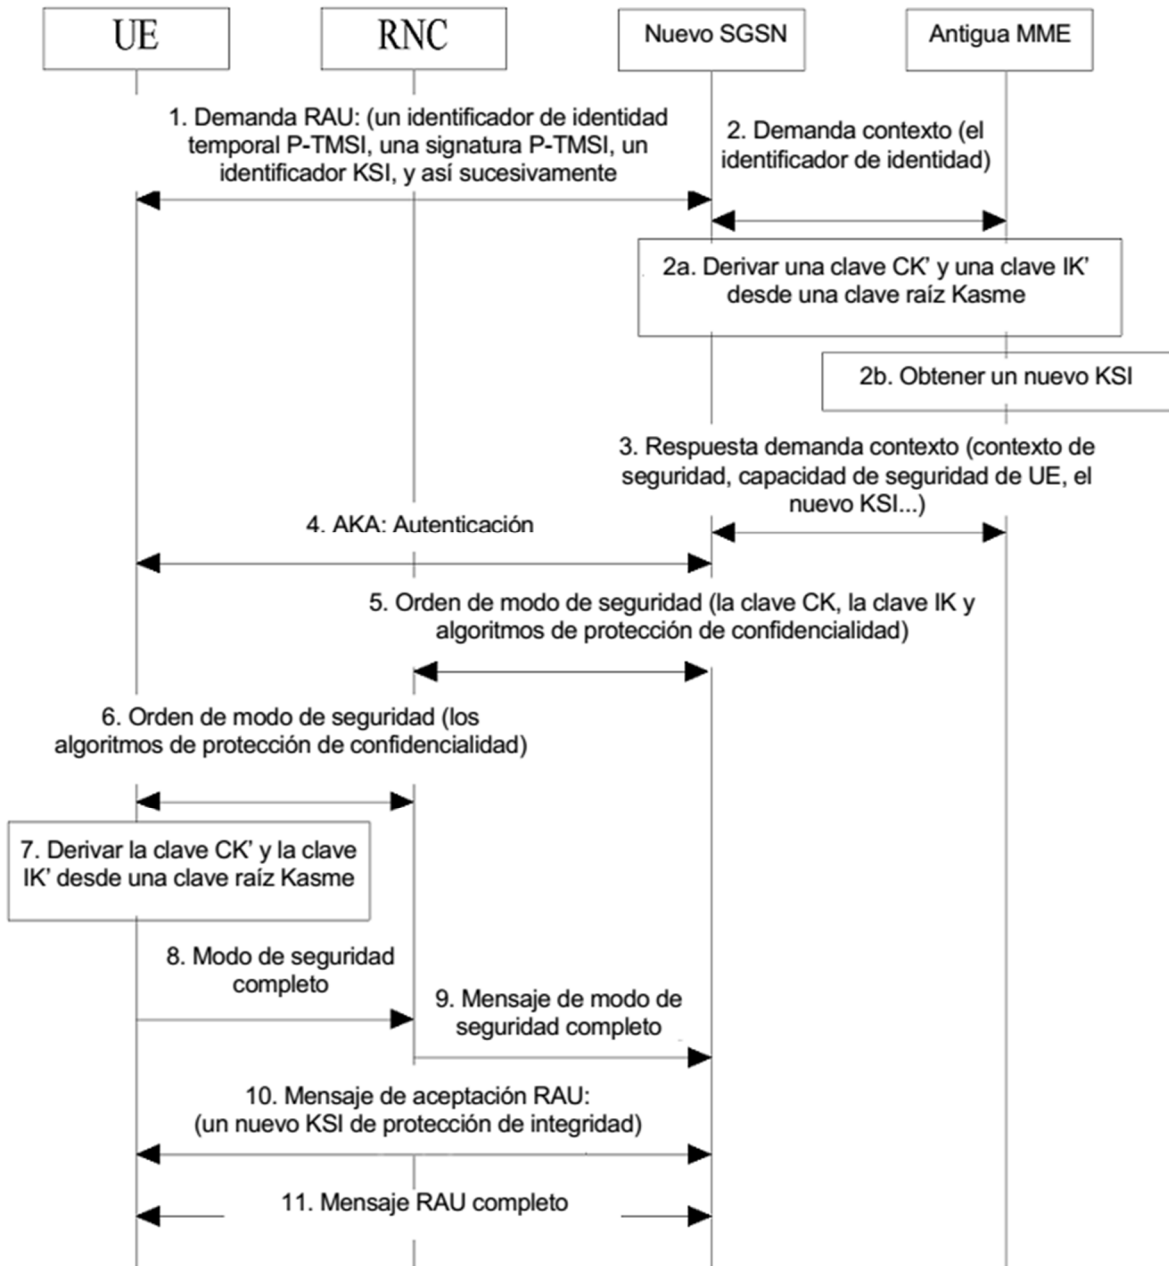 UE
RNC
Nuevo SGSN
Antigua MME
1. Demanda RAU: (un identificador de identidad
temporal P-TMSI, una signatura P-TMSI, un
identificador KSI, y así sucesivamente
2. Demanda contexto (el
identificador de identidad)
2a. Derivar una clave CK’ y una clave IK’
desde una clave raíz Kasme
2b. Obtener un nuevo KSI
3. Respuesta demanda contexto (contexto de
seguridad, capacidad de seguridad de UE, el
nuevo KSI...)
4. AKA: Autenticación
5. Orden de modo de seguridad (la clave CK, la clave IK y
algoritmos de protección de confidencialidad)
6. Orden de modo de seguridad (los
algoritmos de protección de confidencialidad)
7. Derivar la clave CK’ y la clave
IK’ desde una clave raíz Kasme
8. Modo de seguridad
completo
9. Mensaje de modo de
seguridad completo
10. Mensaje de aceptación RAU:
(un nuevo KSI de protección de integridad)
11. Mensaje RAU completo